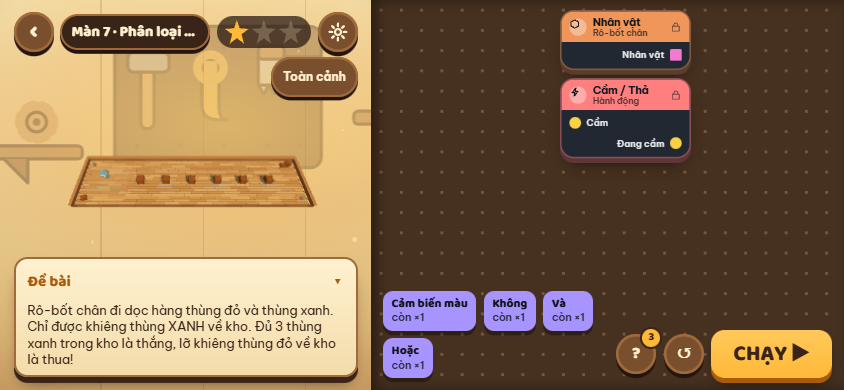 Màn 7 · Phân loại ...
Toàn cảnh
Đề bài
Rô-bốt chân đi dọc hàng thùng đỏ và thùng xanh.
Chỉ được khiêng thùng XANH về kho. Đủ 3 thùng
xanh trong kho là thắng, lỡ khiêng thùng đỏ về kho
là thua!
Nhân vật
Rô-bốt chân
Nhân vật
Cầm / Thả
Hành động
Cầm
Đang cầm
Cảm biến màu
còn ×1
Không
còn ×1
Và
còn ×1
Hoặc
còn ×1
?
3
CHẠY